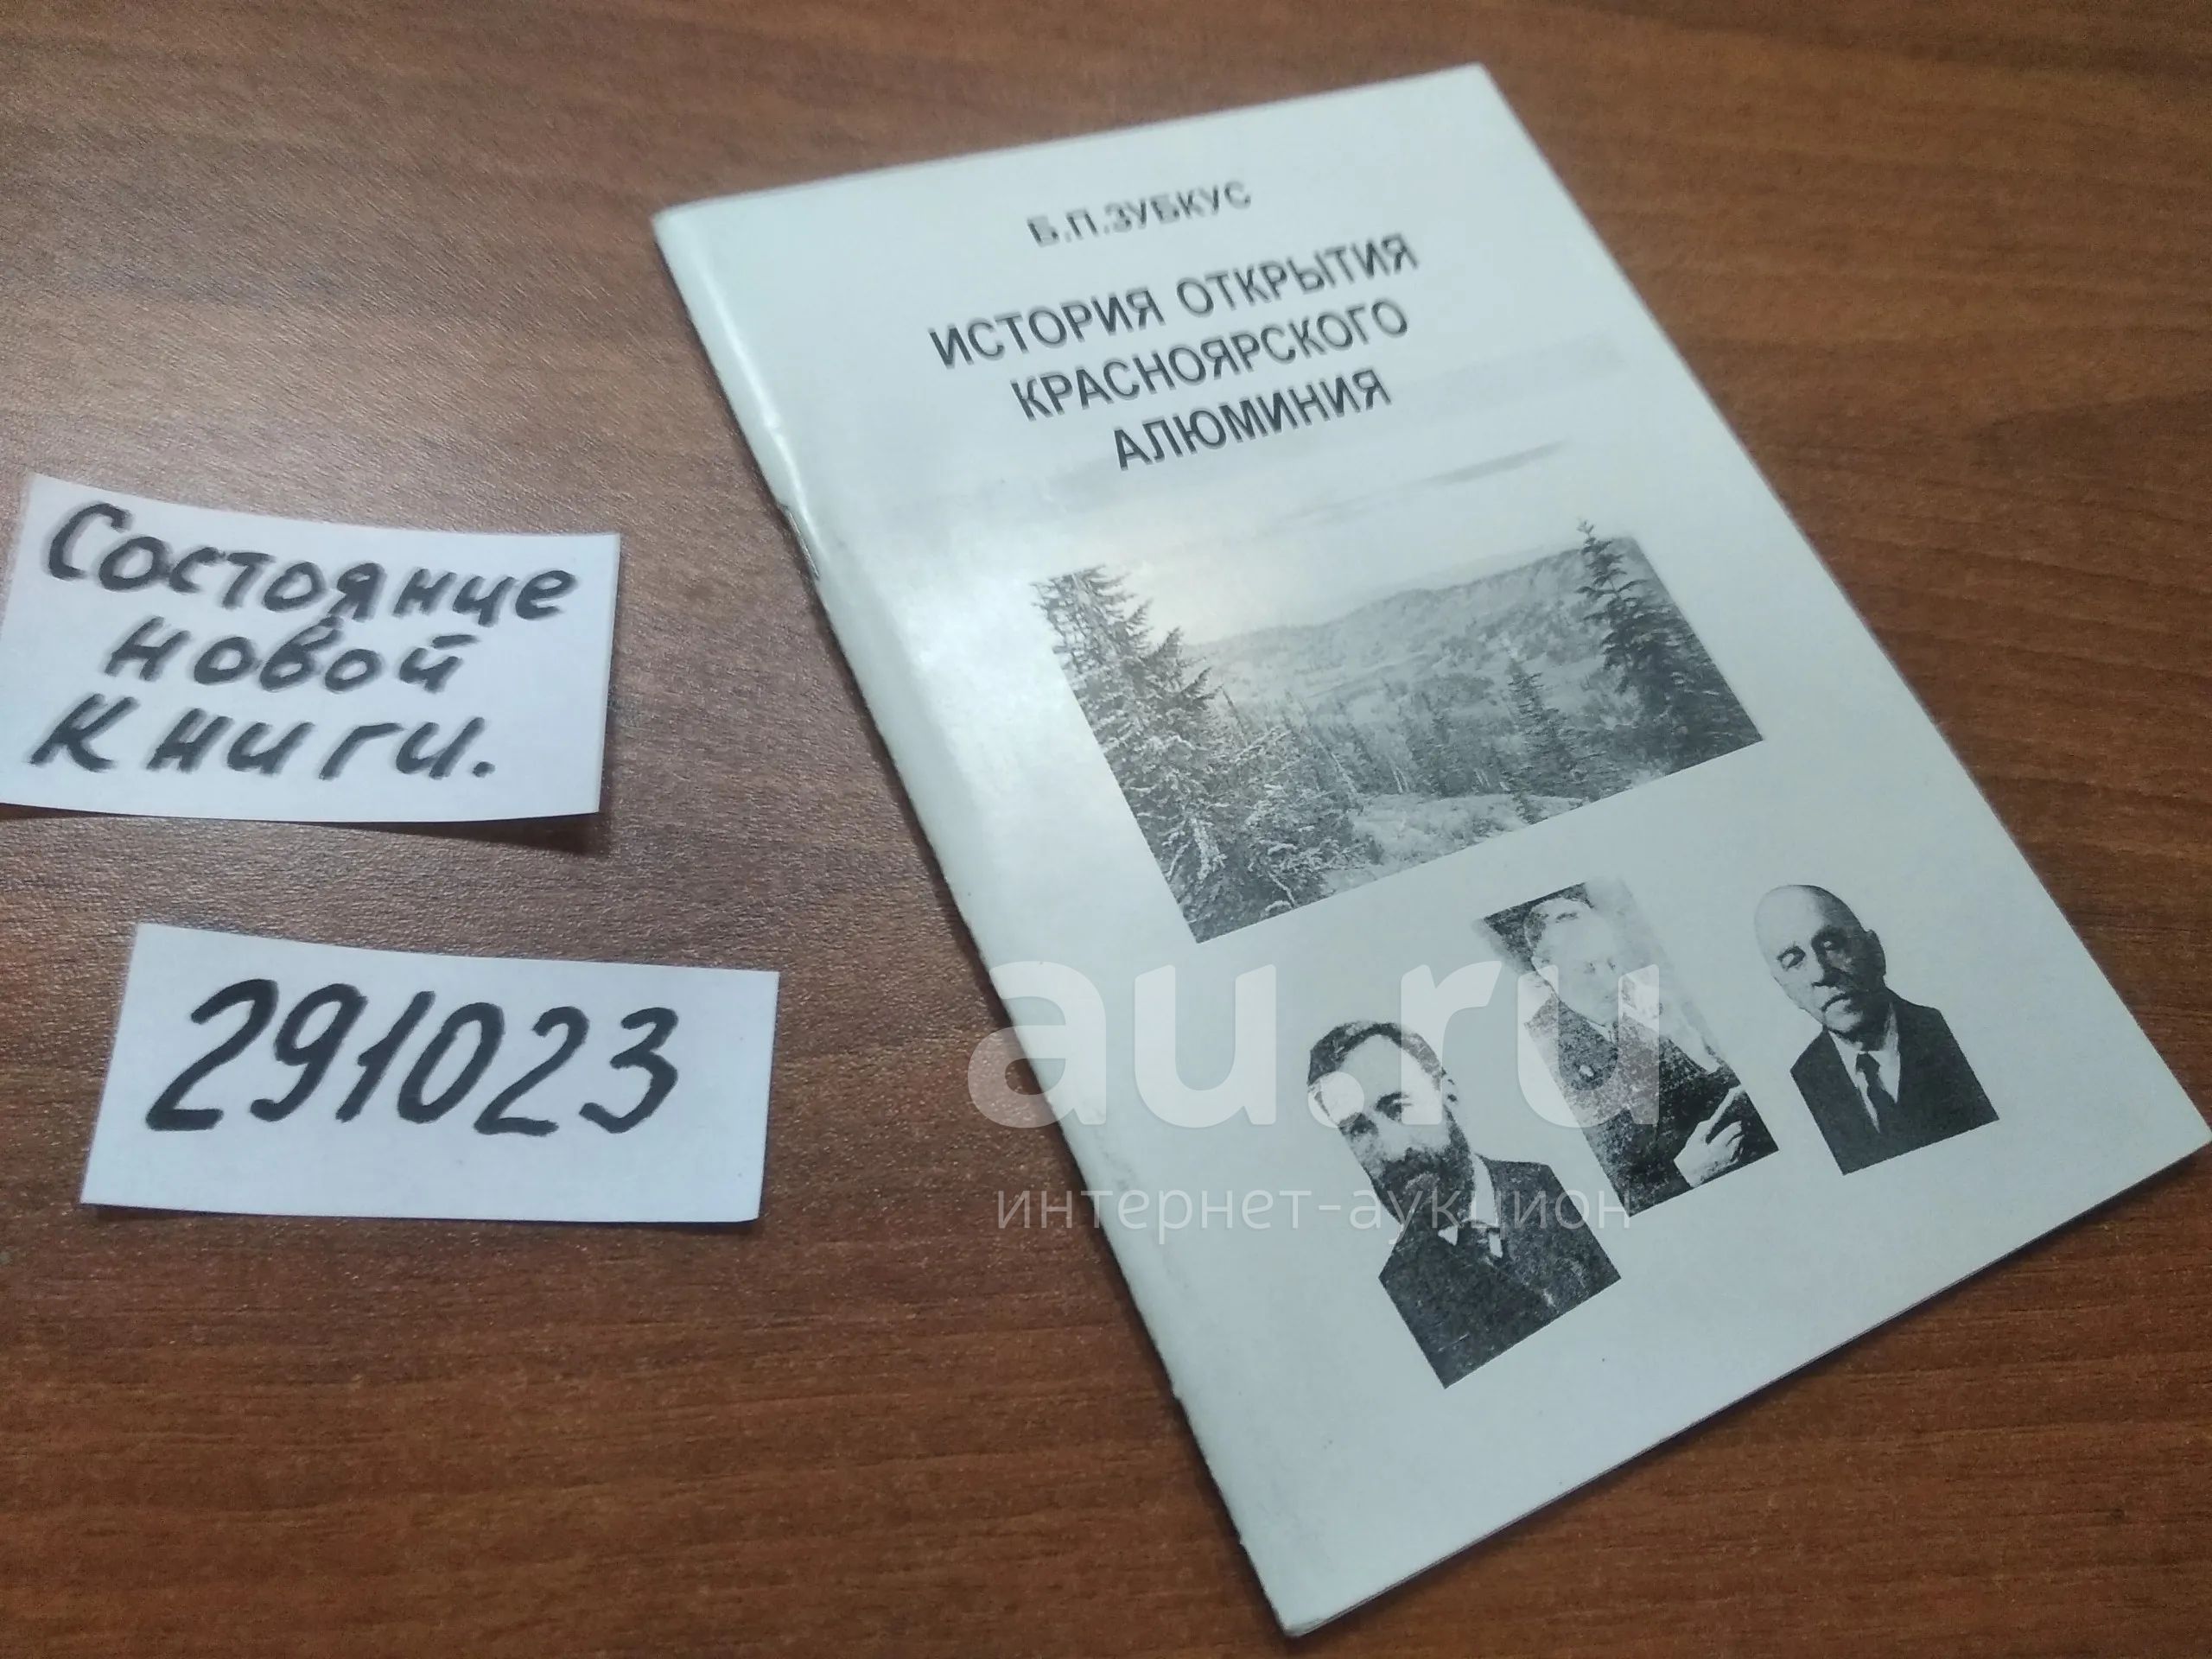 Б.П.ЗУБКУС
ИСТОРИЯ ОТКРЫТИЯ
КРАСНОЯРСКОГО
АЛЮМИНИЯ
Состояние
новой
книги.
291023
au.ru
интернет-аукцион